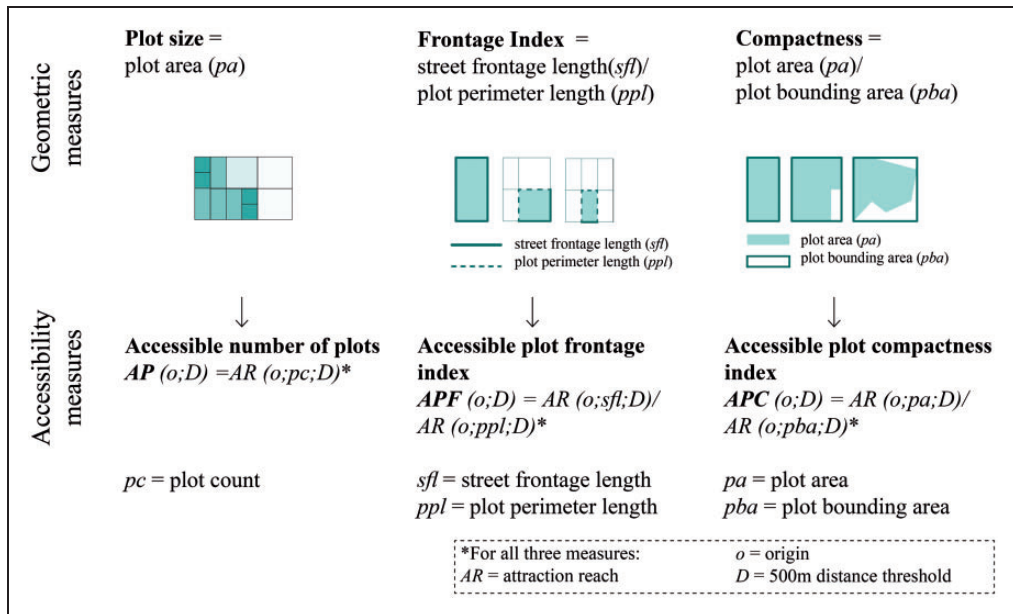 Geometric
measures
Plot size =
plot area (pa)
Frontage Index =
street frontage length(sfl)/
plot perimeter length (ppl)
street frontage length (sfl)
plot perimeter length (ppl)
Compactness =
plot area (pa)/
plot bounding area (pba)
plot area (pa)
plot bounding area (pba)
Accessibility
measures
Accessible number of plots
AP (o;D) =AR (o;pc;D)*
pc = plot count
Accessible plot frontage
index
APF (o;D) = AR (o;sfl;D)/
AR (o;ppl;D)*
sfl = street frontage length
ppl = plot perimeter length
Accessible plot compactness
index
APC (o;D) = AR (o;pa;D)/
AR (o;pba;D)*
pa = plot area
pba = plot bounding area
*For all three measures:
AR = attraction reach
o = origin
D = 500m distance threshold